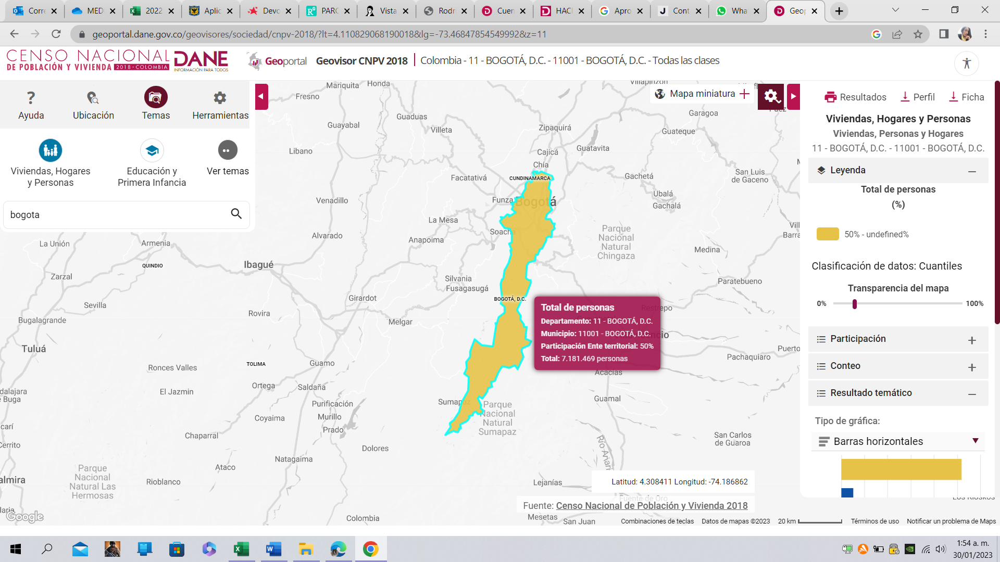 Corre
MED
2022
Aplic
Devo
PARC
Vista
Rodr
Cuen
HACI
Apro
Cont
Wha
Geop
geoportal.dane.gov.co/geovisores/sociedad/cnpv-2018/?lt=4.110829068190018&lg=-73.46847854549992&z=11
CENSO NACIONAL
DE POBLACIÓN Y VIVIENDA 2018 · COLOMBIA
DANE
INFORMACIÓN PARA TODOS
Geoportal
Geovisor CNPV 2018
Colombia - 11 - BOGOTÁ, D.C. - 11001 - BOGOTÁ, D.C. - Todas las clases
Ayuda
Ubicación
Temas
Herramientas
Viviendas, Hogares
y Personas
Educación y
Primera Infancia
Ver temas
bogota
Mapa miniatura
Mariquita
Honda
Villapinzón
Fresno
Guaduas
Garagoa
Guayabal
Villeta
Zipaquirá
Guateque
Libano
Cajicá
Guatavita
Chía
Facatativá
CUNDINAMARCA
Gachetá
San Luis
de Gaceno
Venadillo
Funza
Bogotá
Ubalá
Gachalá
La Mesa
Soacha
Alvarado
Anapoima
Parque
Nacional
Natural
Chingaza
Medina
La Unión
Armenia
QUINDIO
Ibagué
Zarzal
Silvania
Fusagasugá
Paratebueno
Sevilla
Girardot
BOGOTÁ, D.C.
Restrepo
Bugalagrande
Rovira
Melgar
Tuluá
Puerto
Pachaquiaro
TOLIMA
Guamo
Ronces Valles
Acacías
Ortega
Saldaña
El Jazmin
Guamal
Sumapaz
Purificación
Parque
Nacional
Natural
Sumapaz
Murillo
Coyaima
Prado
Chaparral
San Carlos
de Guaroa
Dolores
Río Ariari
Natagaima
Ataco
Parque
Nacional
Natural Las
Hermosas
Rioblanco
Lejanías
Fuente de Oro
Mesetas
San Juan
Colombia
Total de personas
Departamento: 11 - BOGOTÁ, D.C.
Municipio: 11001 - BOGOTÁ, D.C.
Participación Ente territorial: 50%
Total: 7.181.469 personas
Latitud: 4.308411 Longitud: -74.186862
Fuente: Censo Nacional de Población y Vivienda 2018
Google
Combinaciones de teclas
Datos de mapas ©2023
20 km
Términos de uso
Notificar un problema de Maps
Resultados
Perfil
Ficha
Viviendas, Hogares y Personas
Viviendas, Personas y Hogares
11 - BOGOTÁ, D.C. - 11001 - BOGOTÁ, D.C.
Leyenda
Total de personas
(%)
50% - undefined%
Clasificación de datos: Cuantiles
Transparencia del mapa
0%
100%
Participación
Conteo
Resultado temático
Tipo de gráfica:
Barras horizontales
1:54 a. m.
30/01/2023